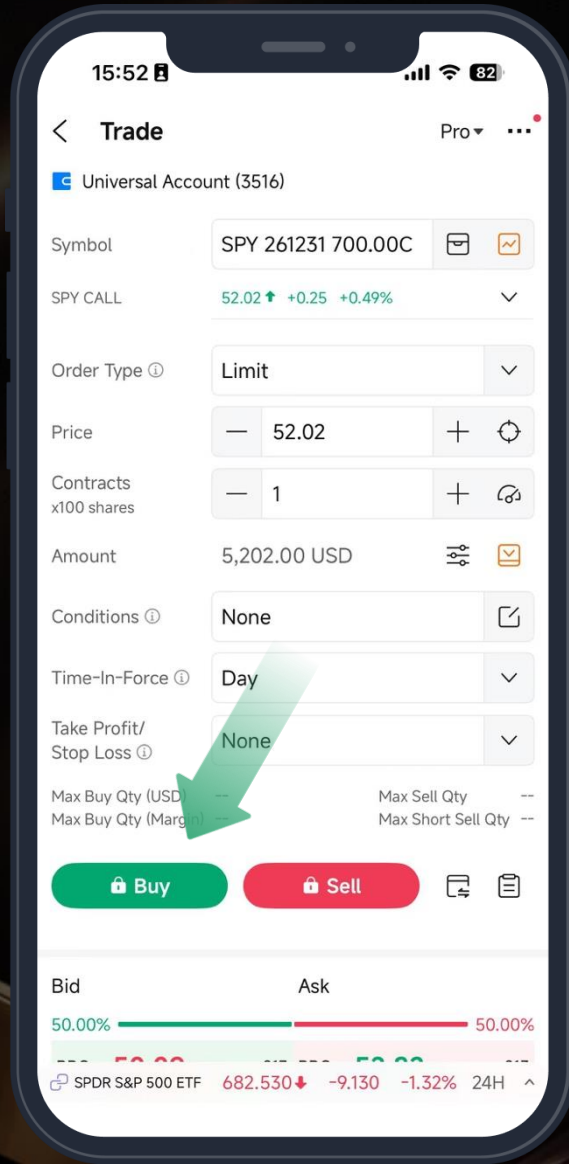 15:52
82
Trade
Pro
Universal Account (3516)
Symbol
SPY 261231 700.00C
SPY CALL
52.02 +0.25 +0.49%
Order Type
Limit
Price
52.02
Contracts
x100 shares
1
Amount
5,202.00 USD
Conditions
None
Time-In-Force
Day
Take Profit/
Stop Loss
None
Max Buy Qty (USD) --
Max Sell Qty --
Max Buy Qty (Margin) --
Max Short Sell Qty --
Buy
Sell
Bid
Ask
50.00%
50.00%
SPDR S&P 500 ETF 682.530 -9.130 -1.32% 24H